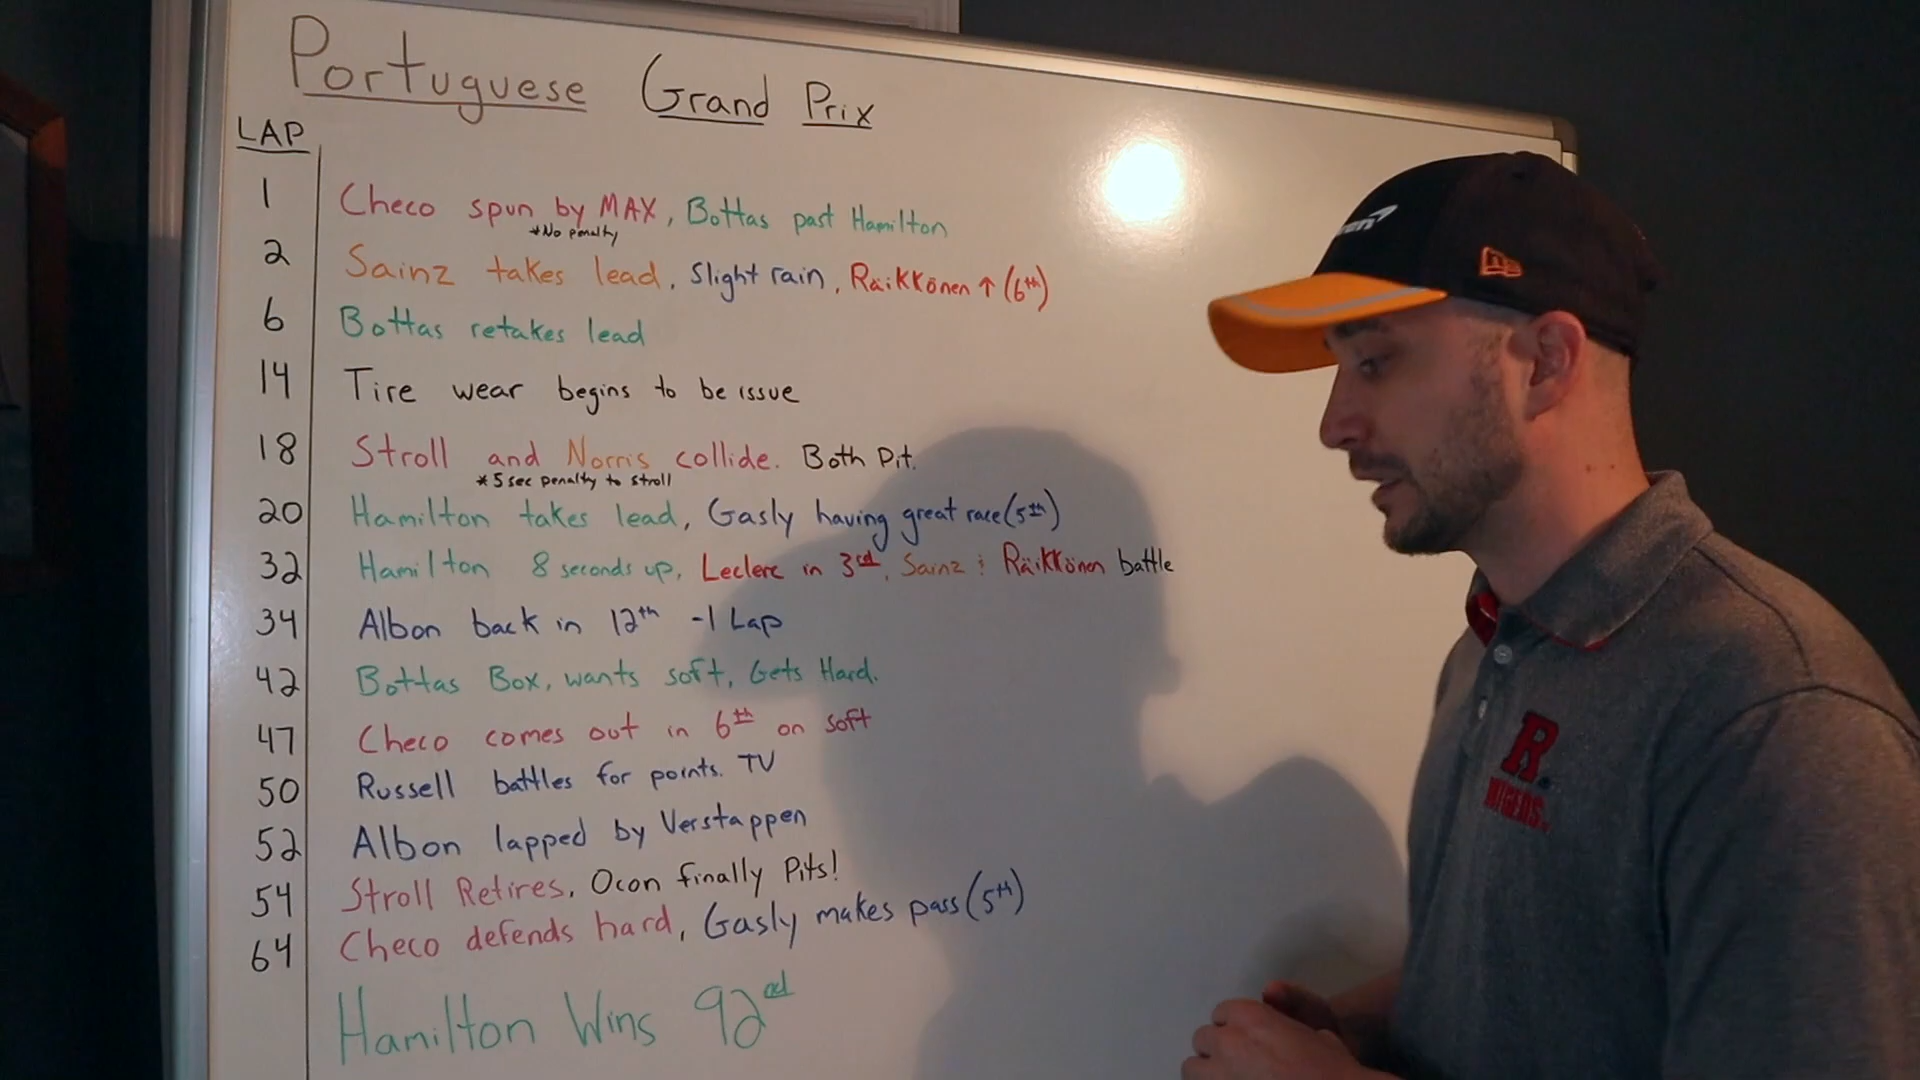 Portuguese Grand Prix
LAP
1 Checo spun by MAX, Bottas past Hamilton
*No penalty
2 Sainz takes lead, Slight rain, Räikkönen ↑ (6th)
6 Bottas retakes lead
14 Tire wear begins to be issue
18 Stroll and Norris collide. Both Pit.
*5 sec penalty to stroll
20 Hamilton takes lead, Gasly having great race (5th)
32 Hamilton 8 seconds up, Leclerc in 3rd, Sainz & Räikkönen battle
34 Albon back in 12th -1 Lap
42 Bottas Box, wants soft, Gets Hard.
47 Checo comes out in 6th on soft
50 Russell battles for points. TV
52 Albon lapped by Verstappen
54 Stroll Retires, Ocon finally Pits!
64 Checo defends hard, Gasly makes pass (5th)
Hamilton Wins 92nd
R